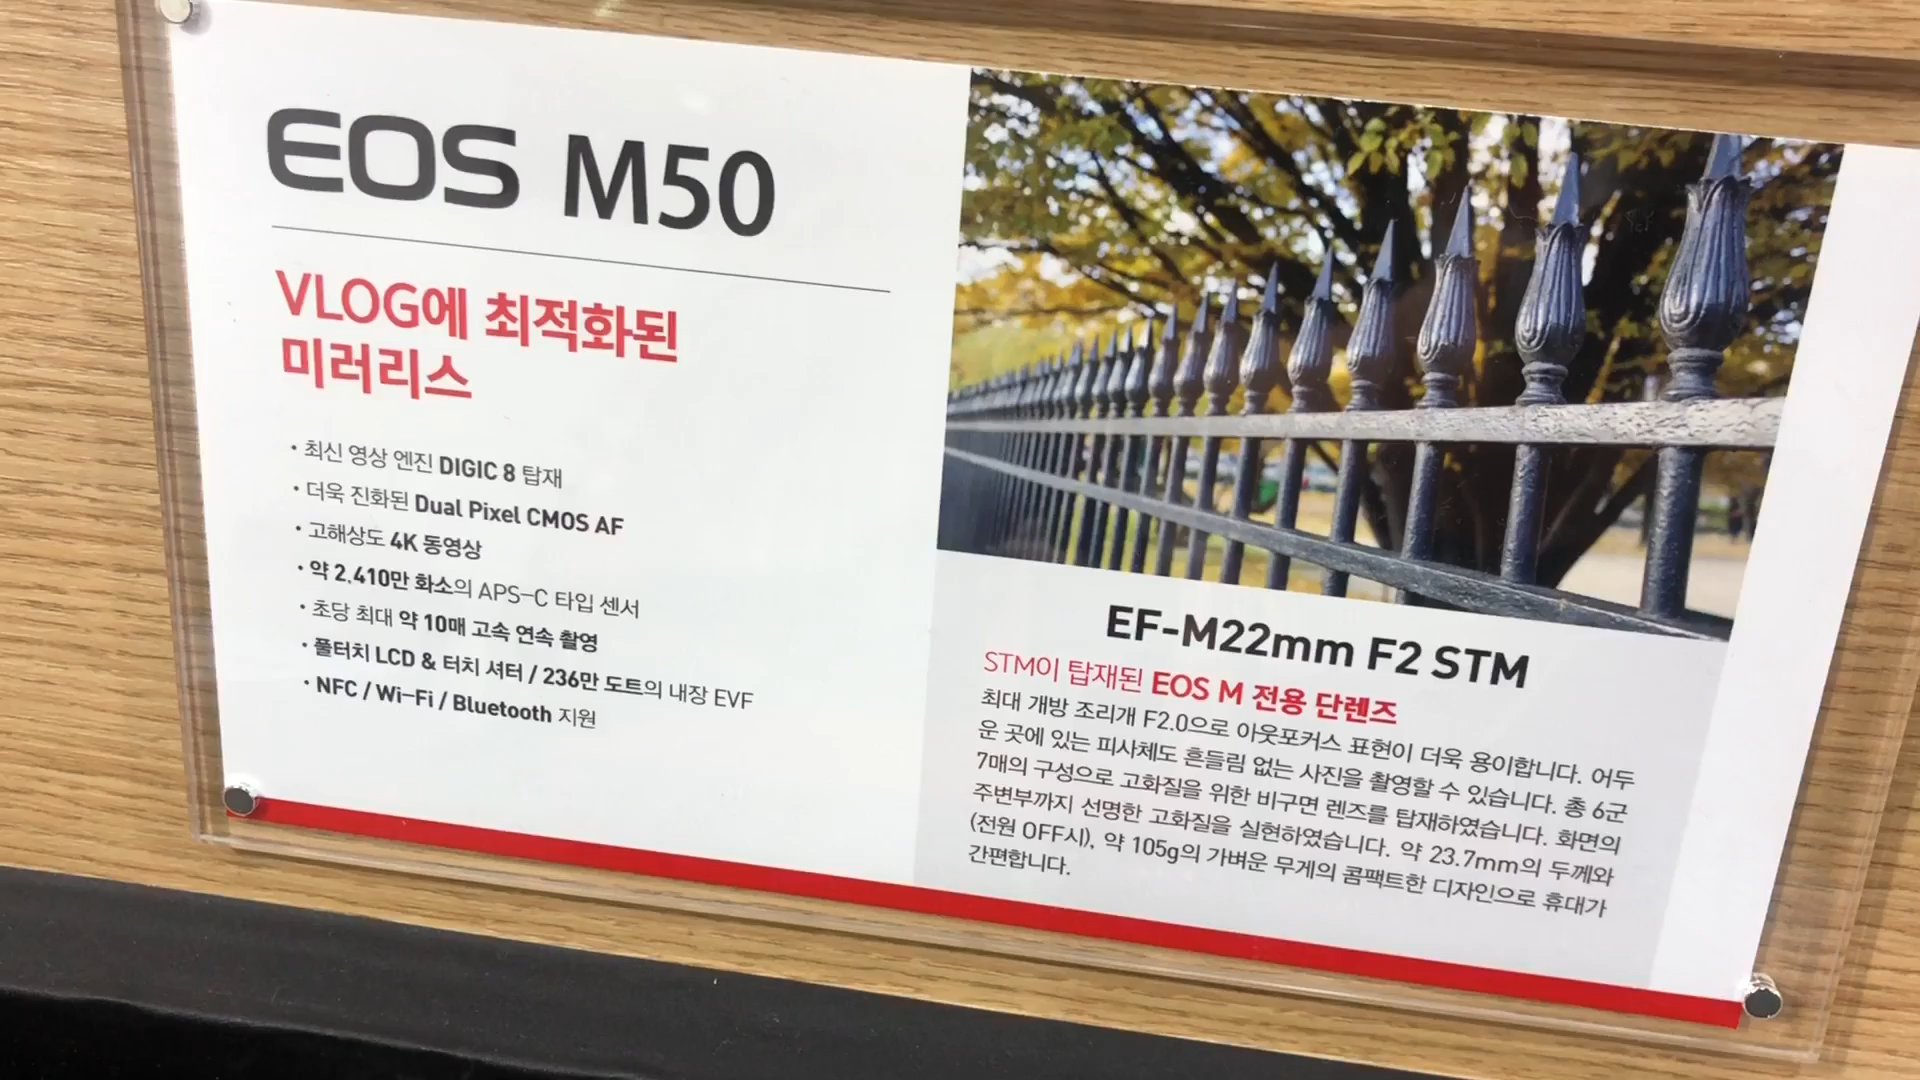 EOS M50
VLOG에 최적화된
미러리스
• 최신 영상 엔진 DIGIC 8 탑재
• 더욱 진화된 Dual Pixel CMOS AF
• 고해상도 4K 동영상
• 약 2,410만 화소의 APS-C 타입 센서
• 초당 최대 약 10매 고속 연속 촬영
• 풀터치 LCD & 터치 셔터 / 236만 도트의 내장 EVF
• NFC / Wi-Fi / Bluetooth 지원
EF-M22mm F2 STM
STM이 탑재된 EOS M 전용 단렌즈
최대 개방 조리개 F2.0으로 아웃포커스 표현이 더욱 용이합니다. 어두
운 곳에 있는 피사체도 흔들림 없는 사진을 촬영할 수 있습니다. 총 6군
7매의 구성으로 고화질을 위한 비구면 렌즈를 탑재하였습니다. 화면의
주변부까지 선명한 고화질을 실현하였습니다. 약 23.7mm의 두께와
(전원 OFF시), 약 105g의 가벼운 무게의 콤팩트한 디자인으로 휴대가
간편합니다.